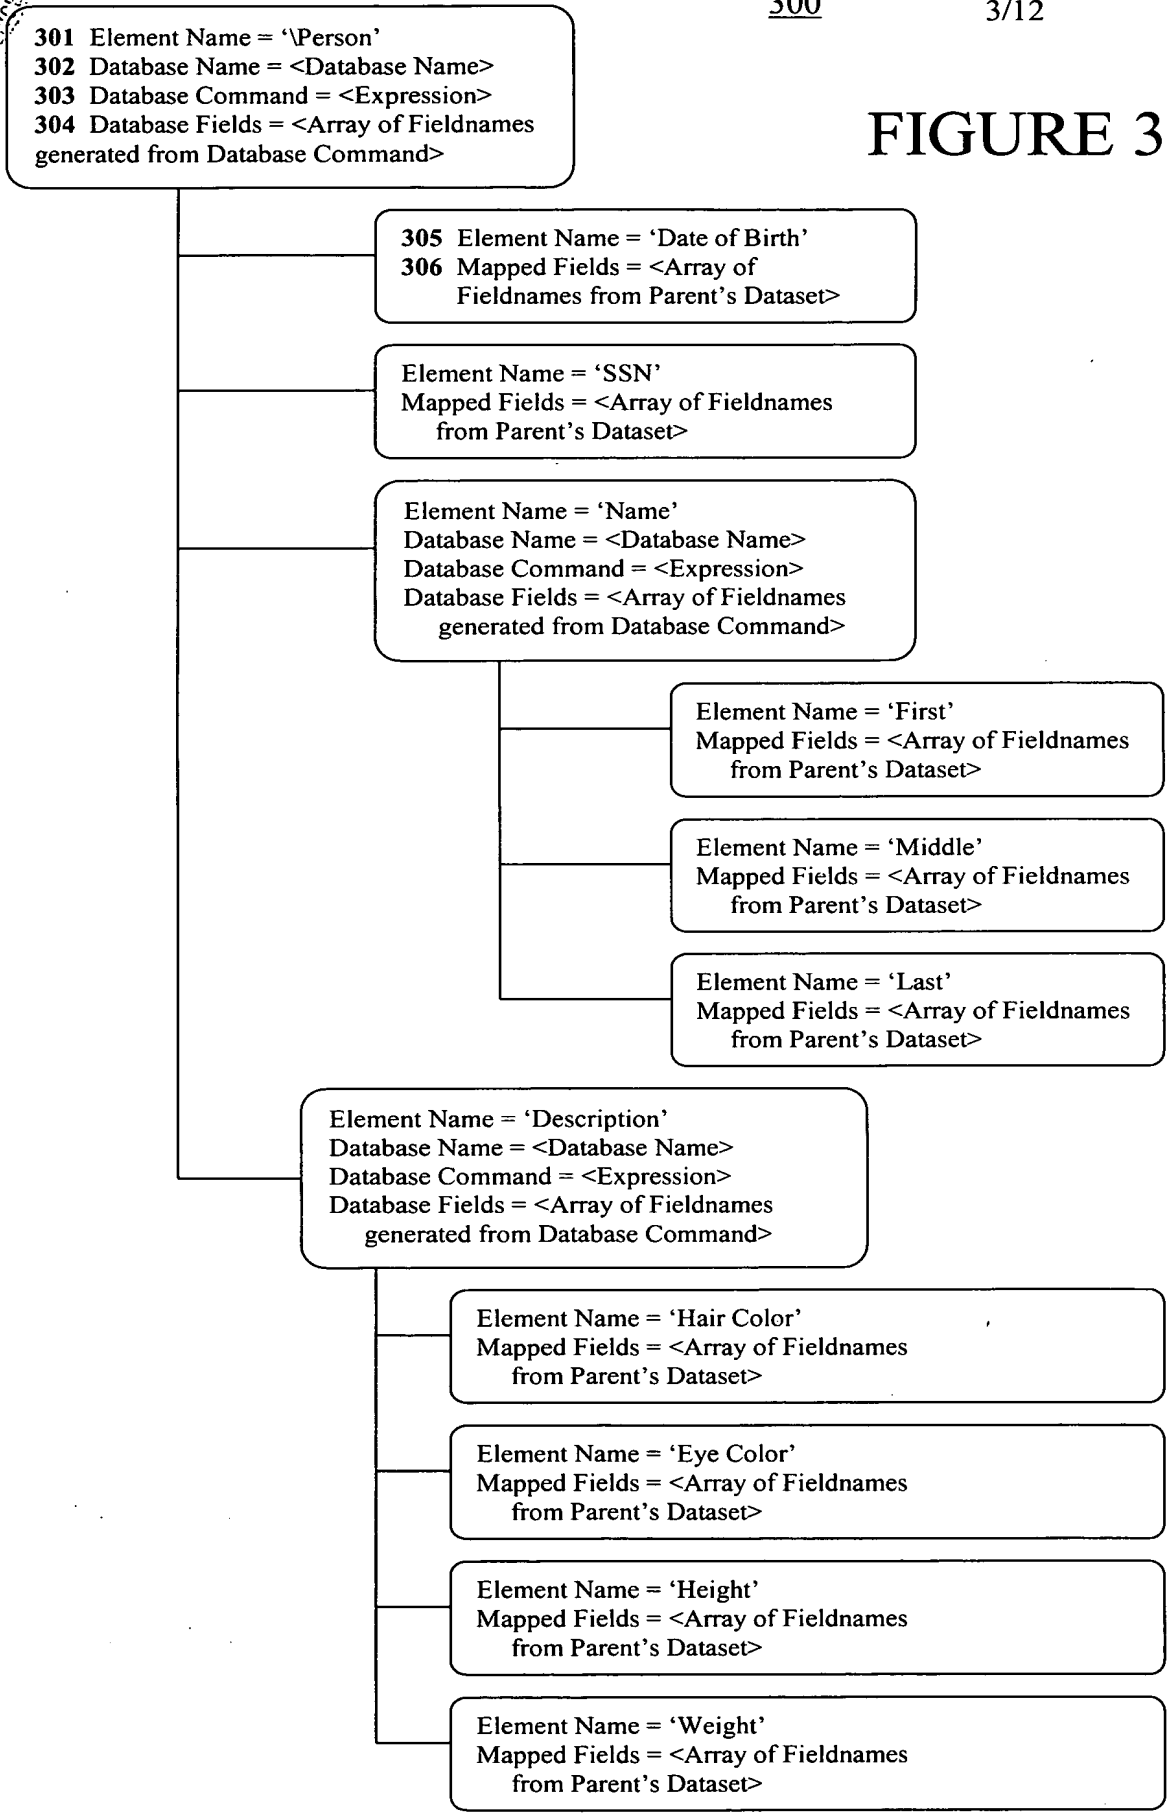 300 3/12
301 Element Name = ‘\Person’
302 Database Name = <Database Name>
303 Database Command = <Expression>
304 Database Fields = <Array of Fieldnames
generated from Database Command>
FIGURE 3
305 Element Name = ‘Date of Birth’
306 Mapped Fields = <Array of
Fieldnames from Parent’s Dataset>
Element Name = ‘SSN’
Mapped Fields = <Array of Fieldnames
from Parent’s Dataset>
Element Name = ‘Name’
Database Name = <Database Name>
Database Command = <Expression>
Database Fields = <Array of Fieldnames
generated from Database Command>
Element Name = ‘First’
Mapped Fields = <Array of Fieldnames
from Parent’s Dataset>
Element Name = ‘Middle’
Mapped Fields = <Array of Fieldnames
from Parent’s Dataset>
Element Name = ‘Last’
Mapped Fields = <Array of Fieldnames
from Parent’s Dataset>
Element Name = ‘Description’
Database Name = <Database Name>
Database Command = <Expression>
Database Fields = <Array of Fieldnames
generated from Database Command>
Element Name = ‘Hair Color’
Mapped Fields = <Array of Fieldnames
from Parent’s Dataset>
Element Name = ‘Eye Color’
Mapped Fields = <Array of Fieldnames
from Parent’s Dataset>
Element Name = ‘Height’
Mapped Fields = <Array of Fieldnames
from Parent’s Dataset>
Element Name = ‘Weight’
Mapped Fields = <Array of Fieldnames
from Parent’s Dataset>